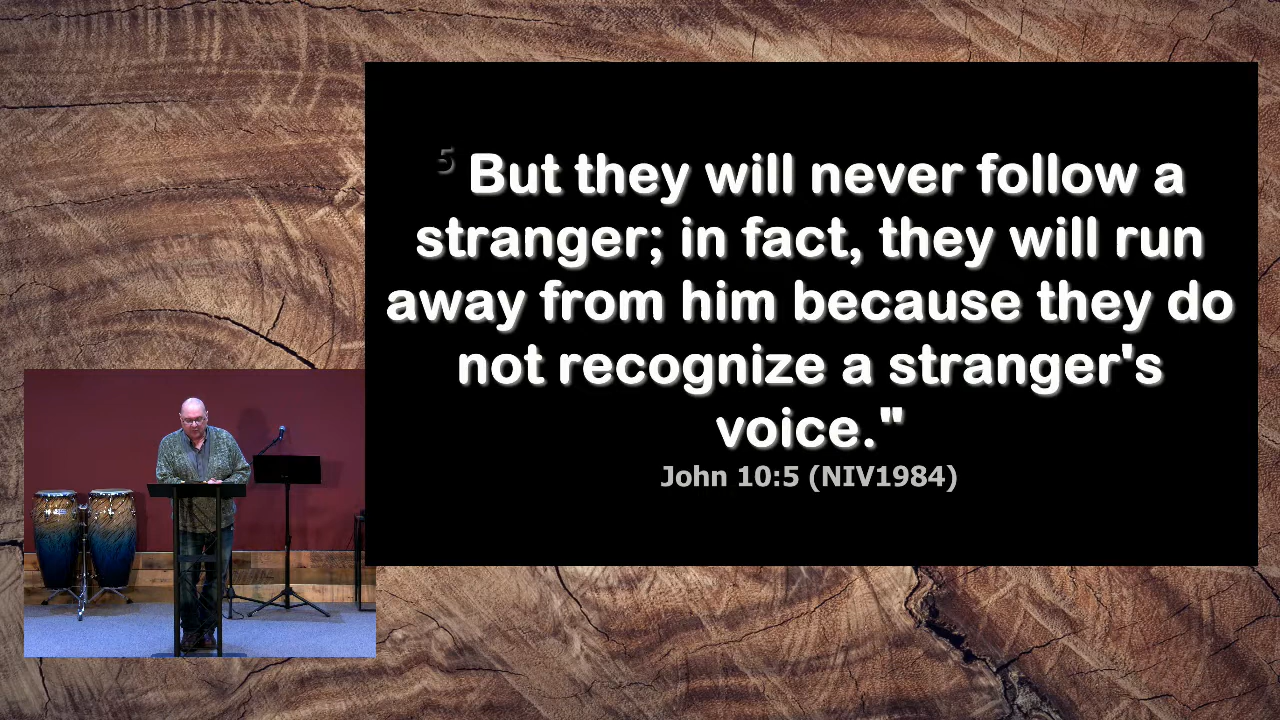 5 But they will never follow a
stranger; in fact, they will run
away from him because they do
not recognize a stranger's
voice."
John 10:5 (NIV1984)